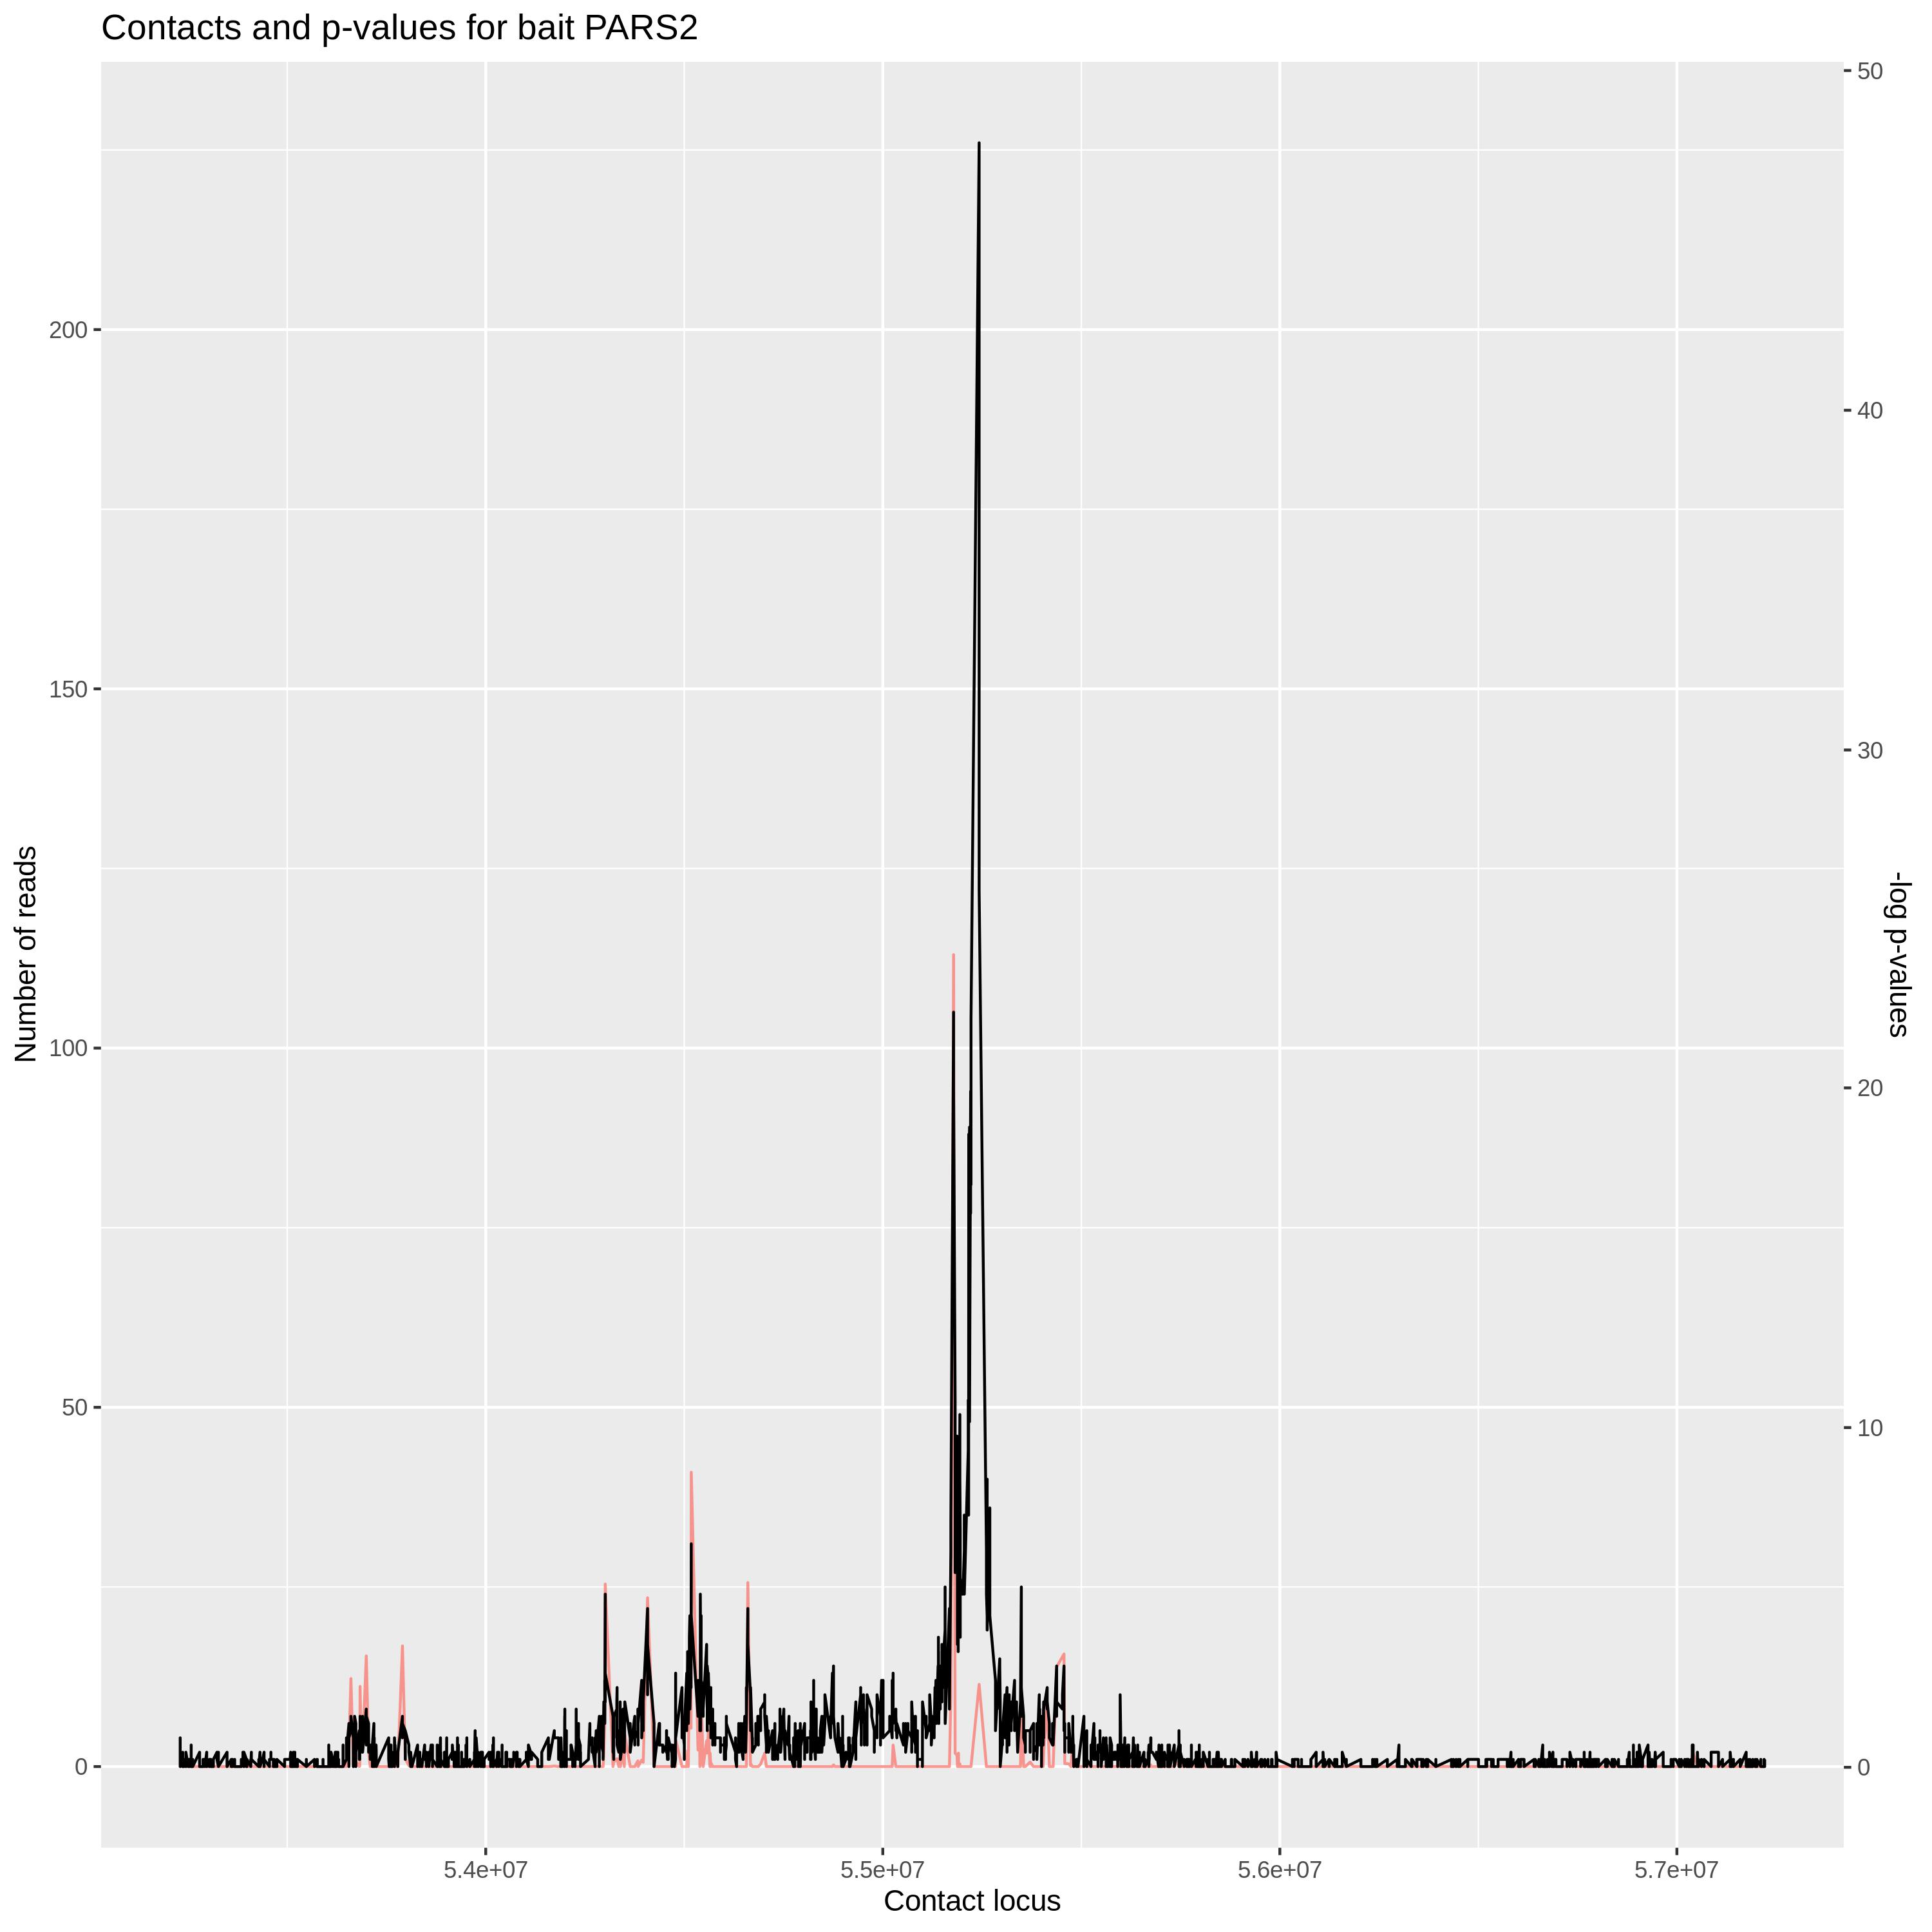 Contacts and p-values for bait PARS2
50
40
30
20
10
0
200
150
100
50
0
Number of reads
-log p-values
5.4e+07
5.5e+07
5.6e+07
5.7e+07
Contact locus